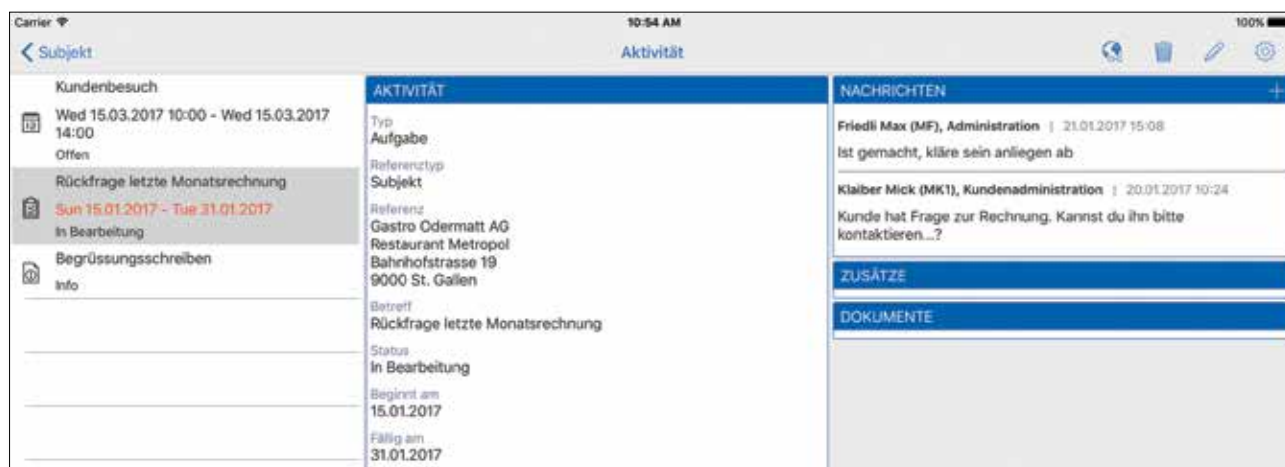 Carrier
10:54 AM
100%
Subjekt
Aktivität
Kundenbesuch
Wed 15.03.2017 10:00 - Wed 15.03.2017
14:00
Offen
Rückfrage letzte Monatsrechnung
Sun 15.01.2017 - Tue 31.01.2017
In Bearbeitung
Begrüssungsschreiben
Info
AKTIVITÄT
Typ
Aufgabe
Referenztyp
Subjekt
Referenz
Gastro Odermatt AG
Restaurant Metropol
Bahnhofstrasse 19
9000 St. Gallen
Betreff
Rückfrage letzte Monatsrechnung
Status
In Bearbeitung
Beginnt am
15.01.2017
Fällig am
31.01.2017
NACHRICHTEN
Friedli Max (MF), Administration | 21.01.2017 15:08
Ist gemacht, kläre sein anliegen ab
Klaiber Mick (MK1), Kundenadministration | 20.01.2017 10:24
Kunde hat Frage zur Rechnung. Kannst du ihn bitte
kontaktieren...?
ZUSÄTZE
DOKUMENTE